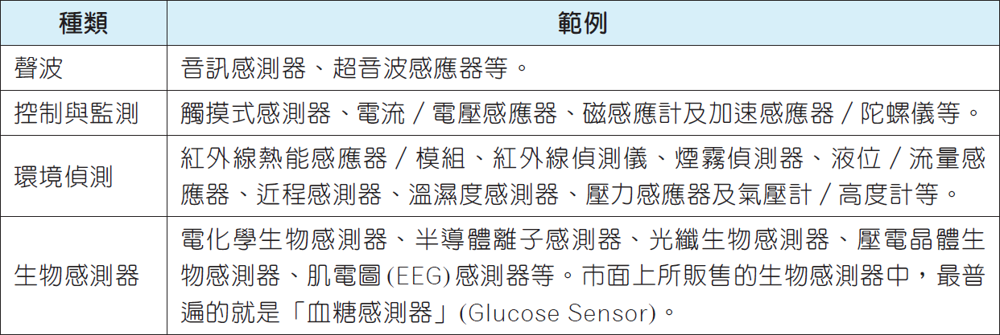 種類 範例
聲波 音訊感測器、超音波感應器等。
控制與監測 觸摸式感測器、電流／電壓感應器、磁感應計及加速感應器／陀螺儀等。
環境偵測 紅外線熱能感應器／模組、紅外線偵測儀、煙霧偵測器、液位／流量感
應器、近程感測器、溫濕度感測器、壓力感應器及氣壓計／高度計等。
生物感測器 電化學生物感測器、半導體離子感測器、光纖生物感測器、壓電晶體生
物感測器、肌電圖(EEG)感測器等。市面上所販售的生物感測器中，最普
遍的就是「血糖感測器」(Glucose Sensor)。